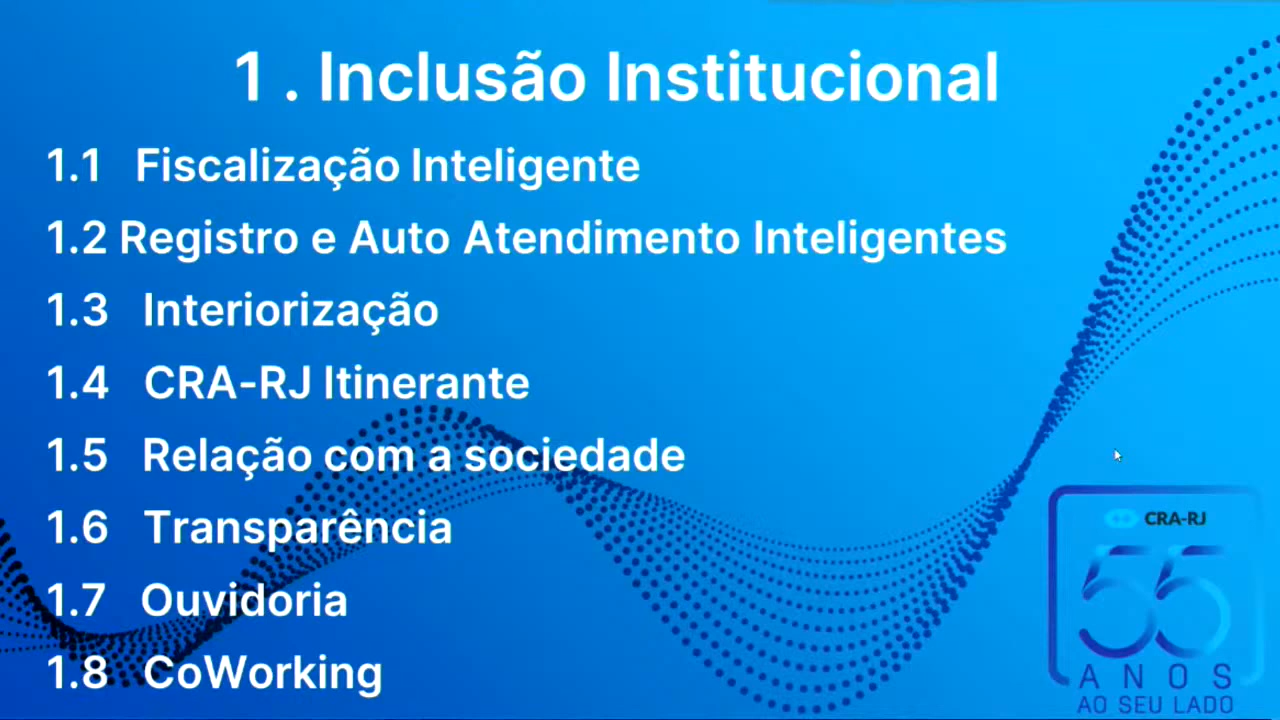 1 . Inclusão Institucional
1.1 Fiscalização Inteligente
1.2 Registro e Auto Atendimento Inteligentes
1.3 Interiorização
1.4 CRA-RJ Itinerante
1.5 Relação com a sociedade
1.6 Transparência
1.7 Ouvidoria
1.8 CoWorking
CRA-RJ
55
ANOS
AO SEU LADO